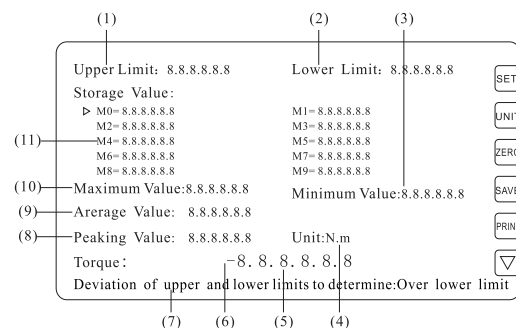 (1) (2) (3)
Upper Limit: 8.8.8.8.8.8 Lower Limit: 8.8.8.8.8.8
SET
Storage Value:
M0=8.8.8.8.8.8 M1=8.8.8.8.8.8
UNIT
M2=8.8.8.8.8.8 M3=8.8.8.8.8.8
(11) M4=8.8.8.8.8.8 M5=8.8.8.8.8.8
ZERO
M6=8.8.8.8.8.8 M7=8.8.8.8.8.8
M8=8.8.8.8.8.8 M9=8.8.8.8.8.8
(10) Maximum Value:8.8.8.8.8.8 Minimum Value:8.8.8.8.8.8
SAVE
(9) Arerage Value: 8.8.8.8.8.8
PRIN
(8) Peaking Value: 8.8.8.8.8.8 Unit:N.m
Torque: -8.8.8.8.8.8
Deviation of upper and lower limits to determine:Over lower limit
(7) (6) (5) (4)